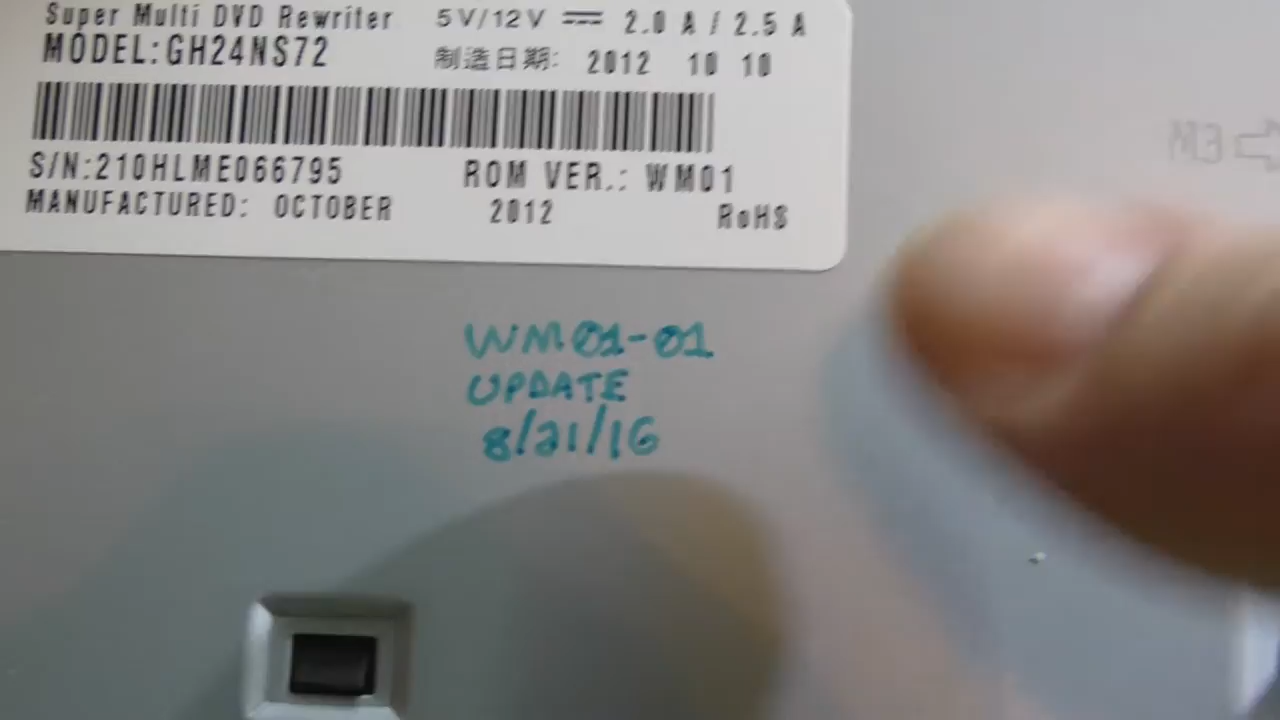 Super Multi DVD Rewriter 5V/12V ⎓ 2.0 A / 2.5 A
MODEL:GH24NS72 制造日期: 2012 10 10
S/N:210HLME066795 ROM VER.: WM01
MANUFACTURED: OCTOBER 2012 RoHS
M3
WM01-01
UPDATE
8/21/16